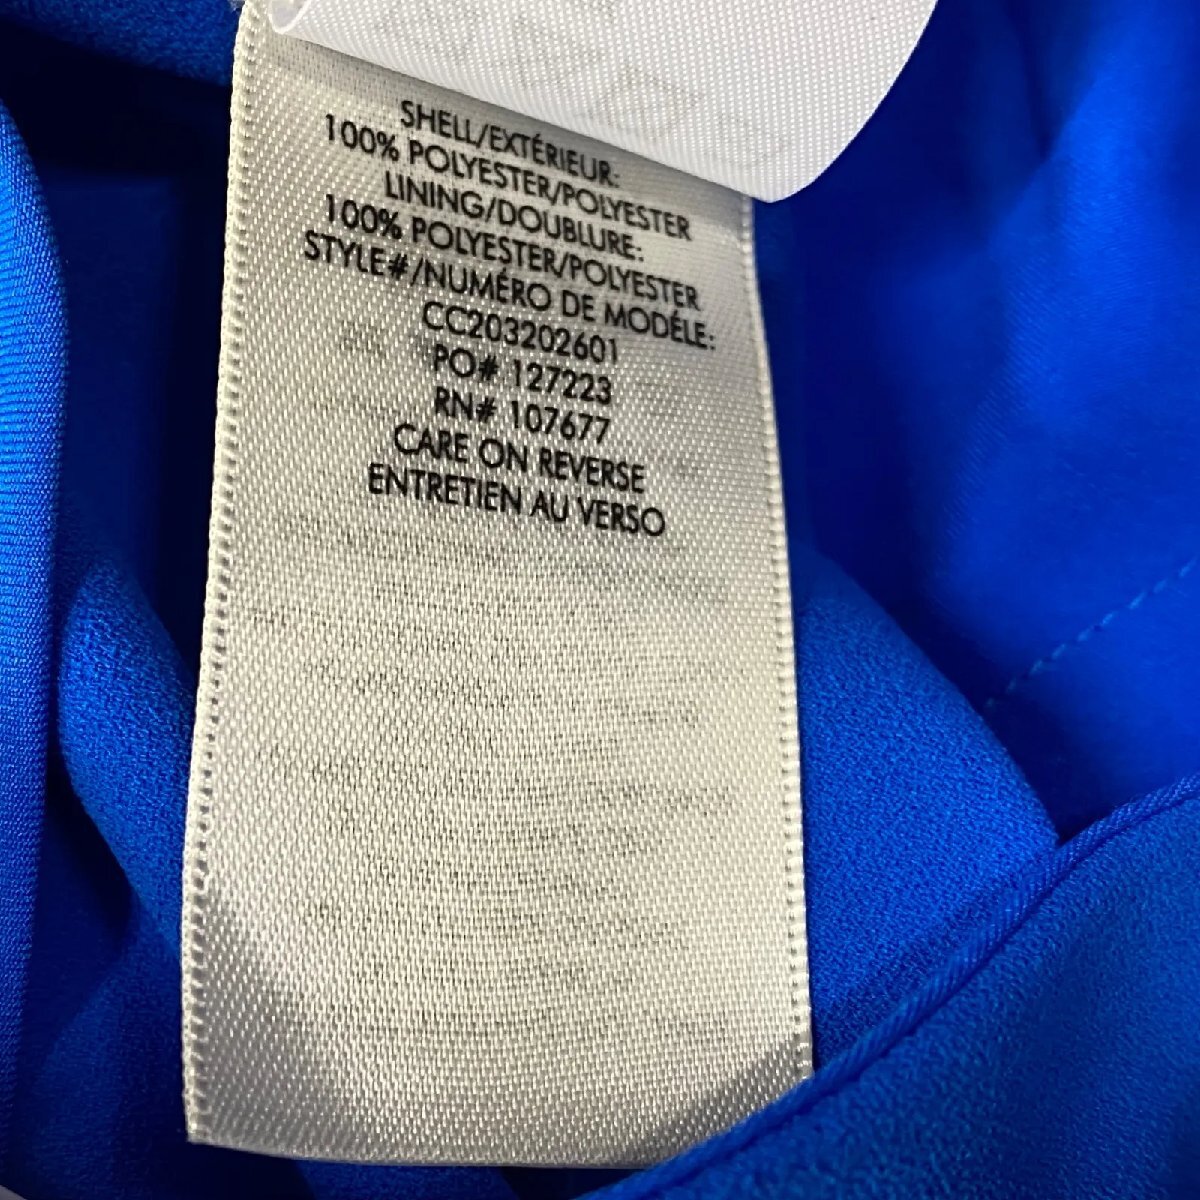 SHELL/EXTÉRIEUR:
100% POLYESTER/POLYESTER
LINING/DOUBLURE:
100% POLYESTER/POLYESTER
STYLE#/NUMÉRO DE MODÉLE:
CC203202601
PO# 127223
RN# 107677
CARE ON REVERSE
ENTRETIEN AU VERSO